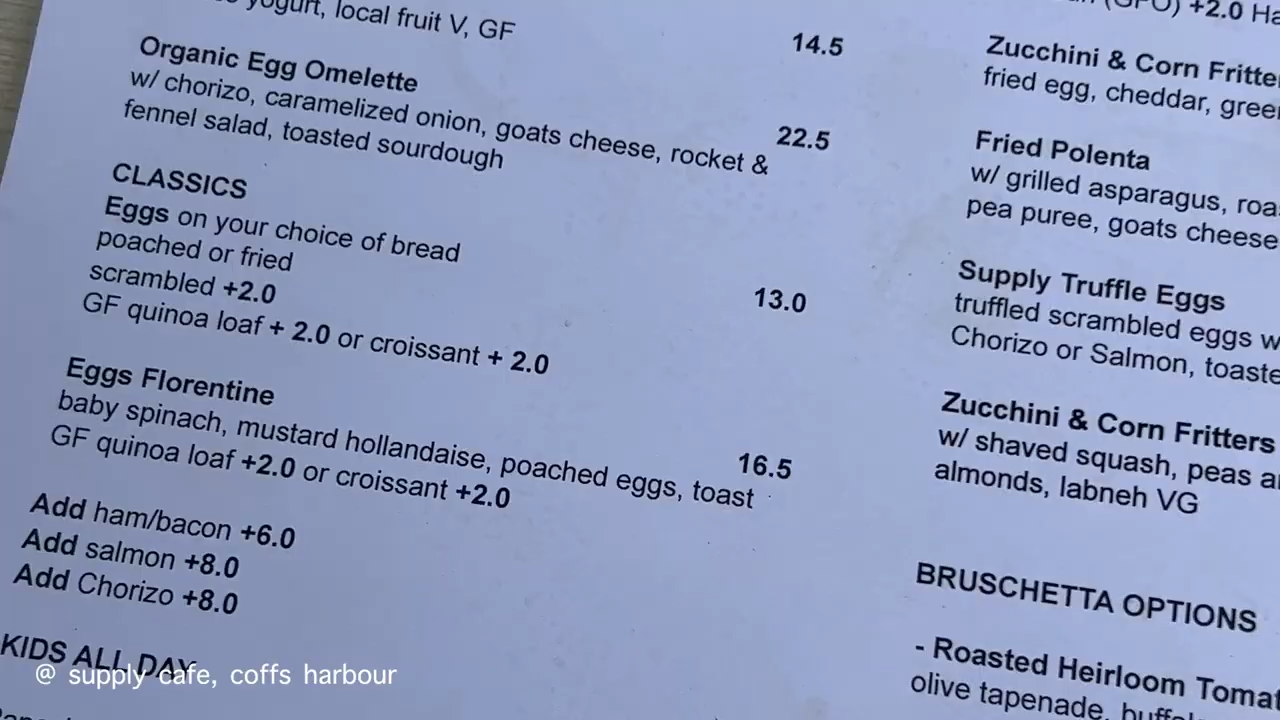 yogurt, local fruit V, GF
14.5
Organic Egg Omelette
w/ chorizo, caramelized onion, goats cheese, rocket &
fennel salad, toasted sourdough
22.5
CLASSICS
Eggs on your choice of bread
poached or fried
scrambled +2.0
GF quinoa loaf + 2.0 or croissant + 2.0
13.0
Eggs Florentine
baby spinach, mustard hollandaise, poached eggs, toast
GF quinoa loaf +2.0 or croissant +2.0
16.5
Add ham/bacon +6.0
Add salmon +8.0
Add Chorizo +8.0
KIDS ALL DAY
+2.0
Zucchini & Corn
fried egg, cheddar,
Fried Polenta
w/ grilled asparagus,
pea puree, goats cheese
Supply Truffle Eggs
truffled scrambled eggs
Chorizo or Salmon,
Zucchini & Corn Fritters
w/ shaved squash, peas
almonds, labneh VG
BRUSCHETTA OPTIONS
- Roasted Heirloom
olive tapenade,
@ supply cafe, coffs harbour